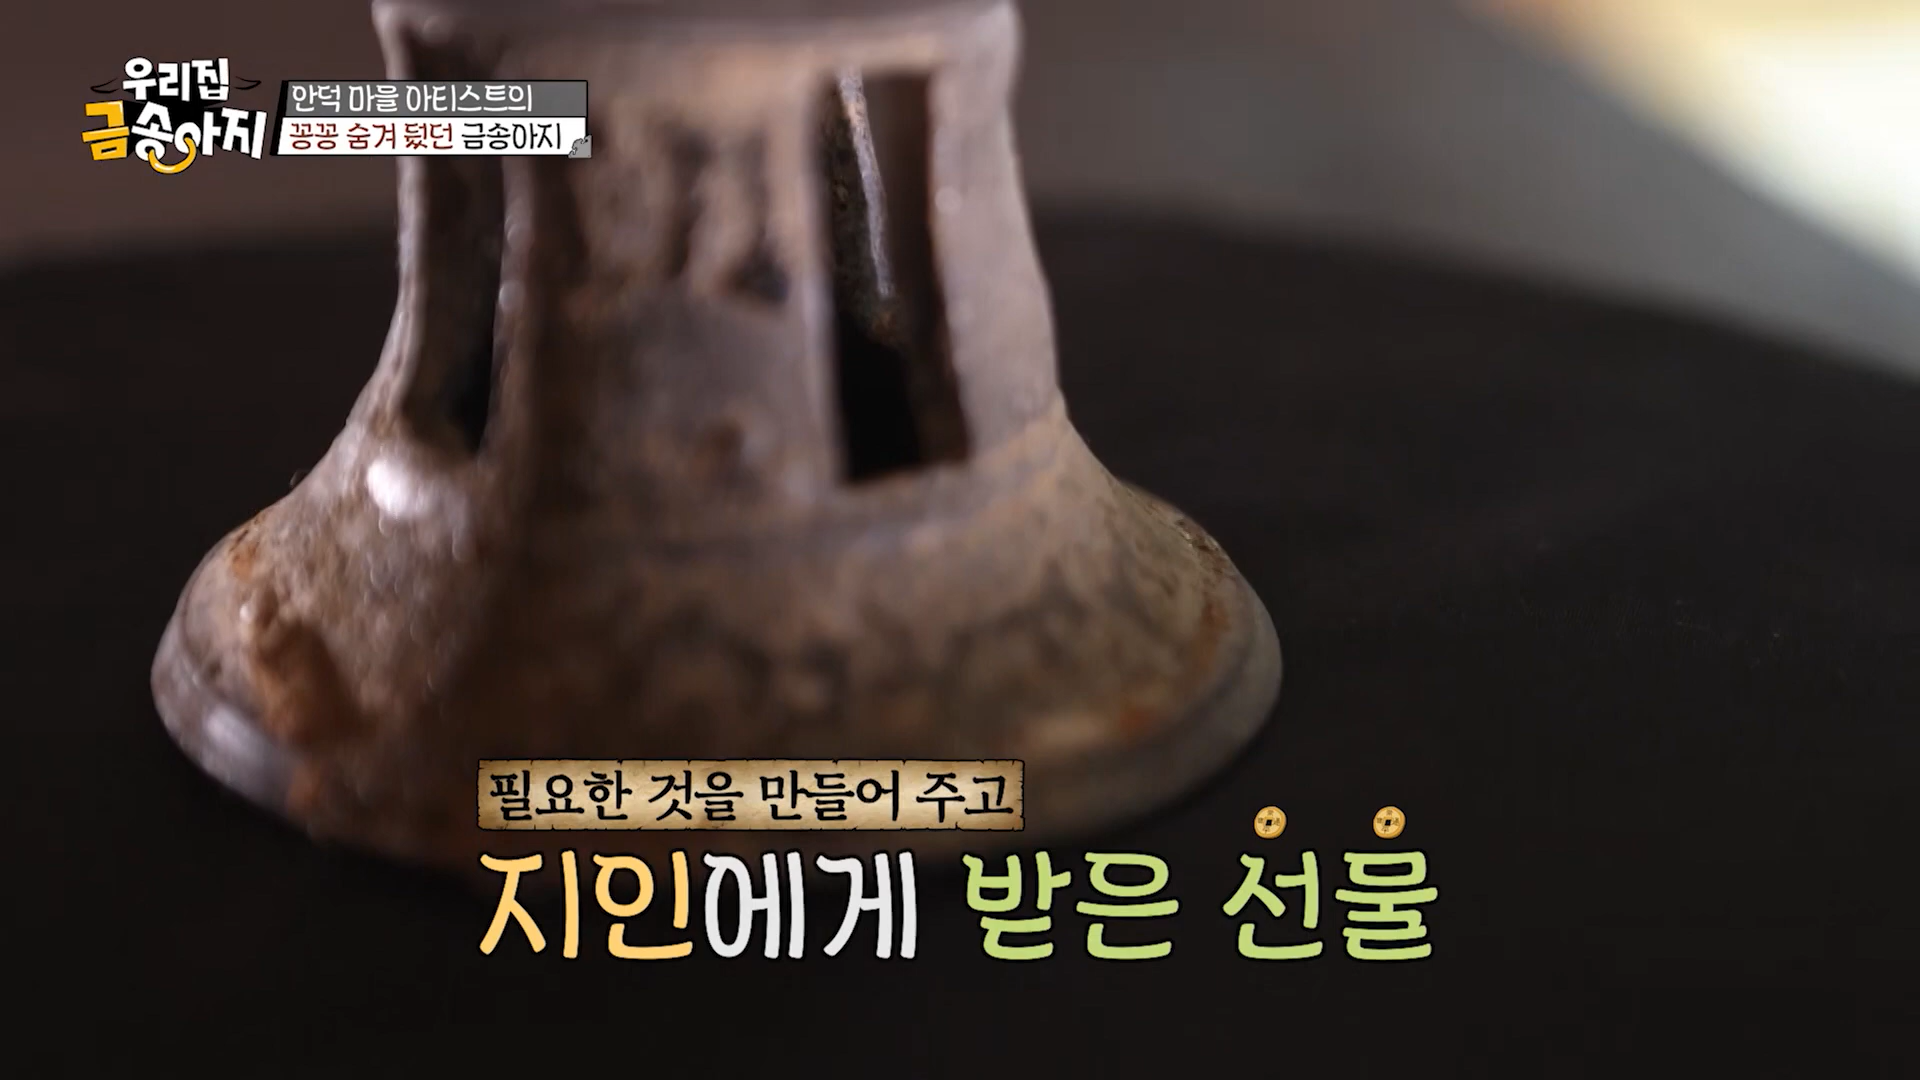 우리집
금송아지
안덕 마을 아티스트의
꽁꽁 숨겨 뒀던 금송아지
필요한 것을 만들어 주고
지인에게 받은 선물